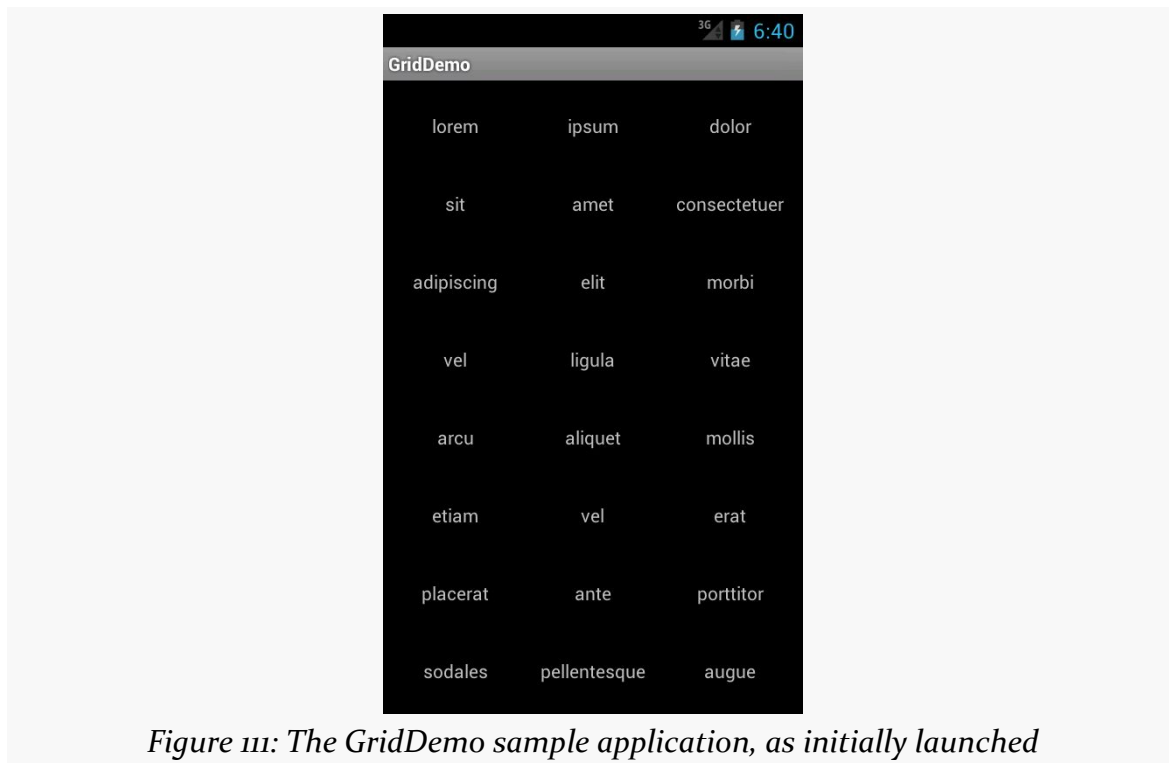 3G 6:40
GridDemo
lorem ipsum dolor
sit amet consectetuer
adipiscing elit morbi
vel ligula vitae
arcu aliquet mollis
etiam vel erat
placerat ante porttitor
sodales pellentesque augue
Figure 111: The GridDemo sample application, as initially launched